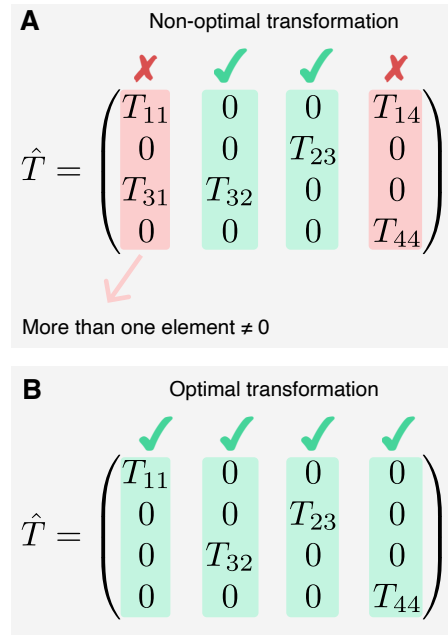 A Non-optimal transformation
✗ ✓ ✓ ✗
T₁₁ 0 0 T₁₄
0 0 T₂₃ 0
T̂ =
T₃₁ T₃₂ 0 0
0 0 0 T₄₄
More than one element ≠ 0
B Optimal transformation
✓ ✓ ✓ ✓
T₁₁ 0 0 0
0 0 T₂₃ 0
T̂ =
0 T₃₂ 0 0
0 0 0 T₄₄